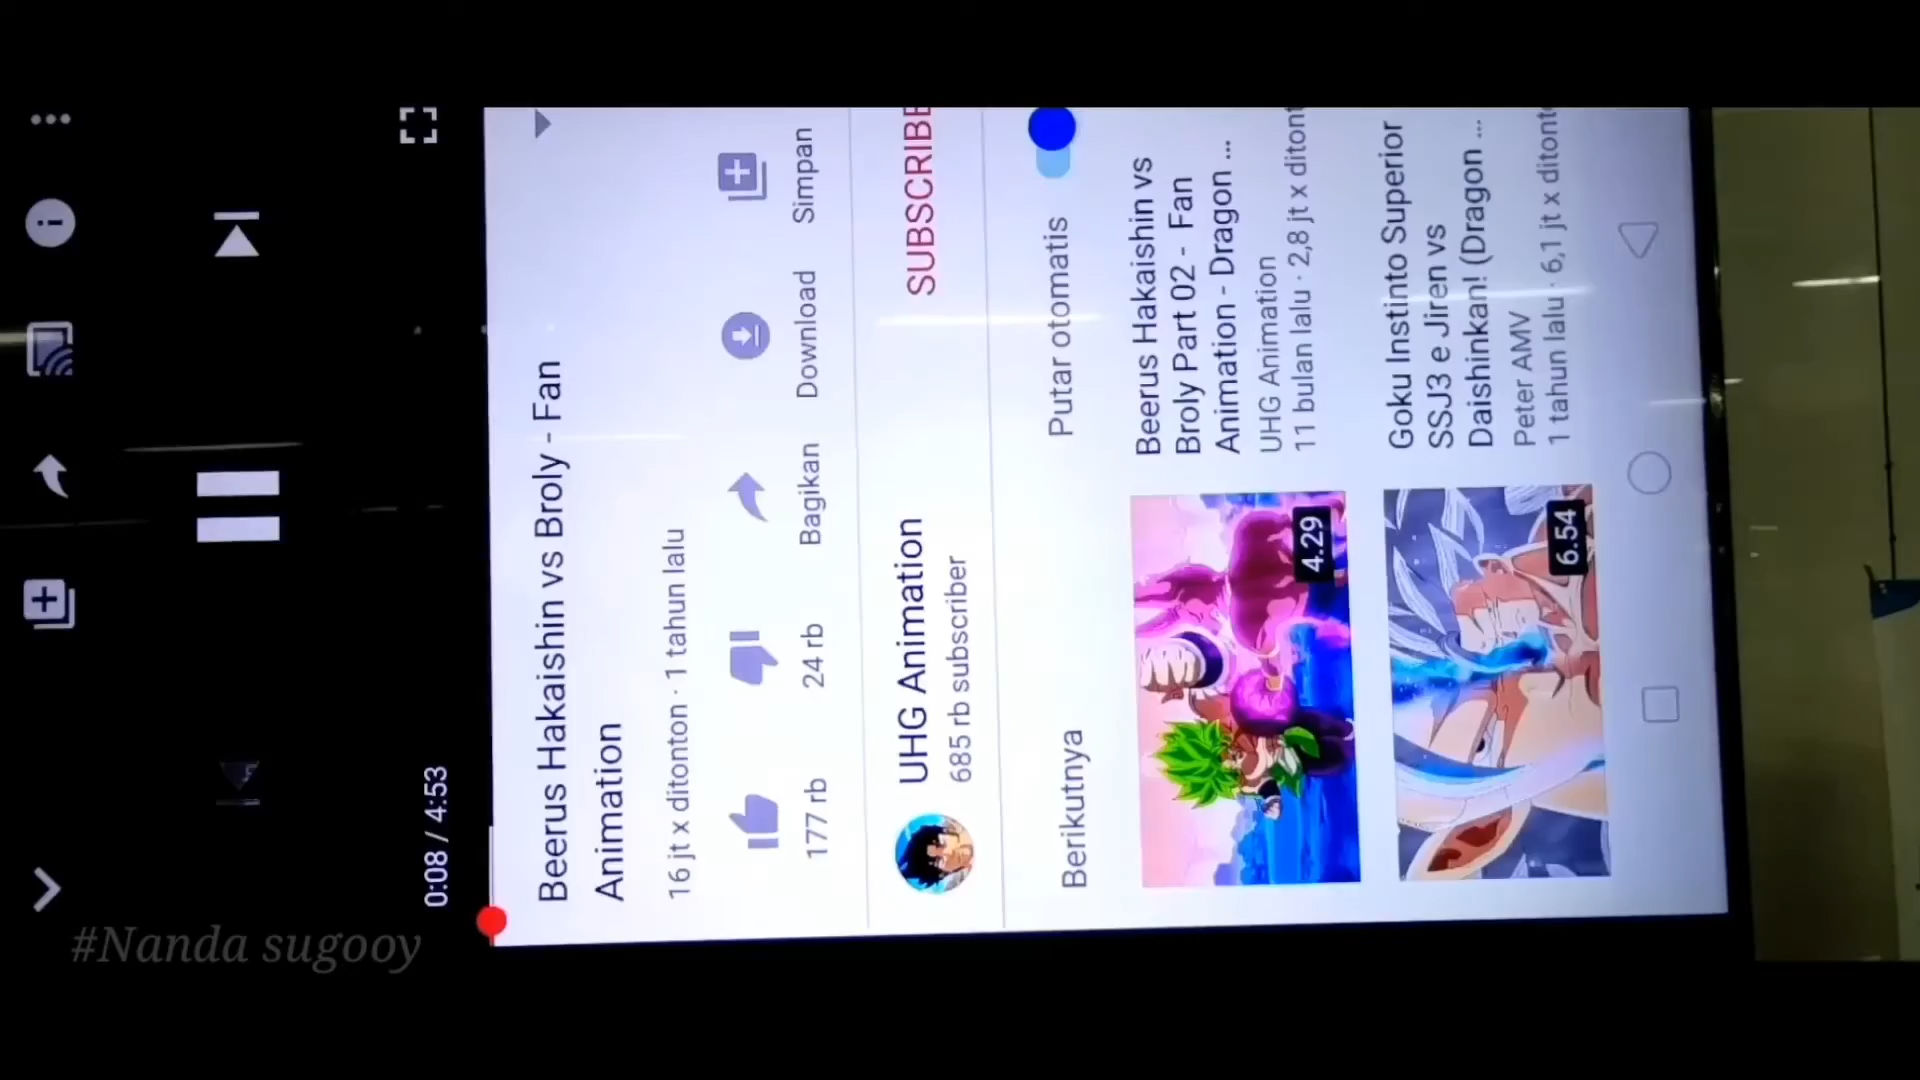 0:08 / 4:53
Beerus Hakaishin vs Broly - Fan
Animation
16 jt x ditonton · 1 tahun lalu
177 rb
24 rb
Bagikan
Download
Simpan
UHG Animation
685 rb subscriber
SUBSCRIBE
Berikutnya
Putar otomatis
4.29
Beerus Hakaishin vs
Broly Part 02 - Fan
Animation - Dragon ...
UHG Animation
11 bulan lalu · 2,8 jt x ditont
6.54
Goku Instinto Superior
SSJ3 e Jiren vs
Daishinkan! (Dragon ...
Peter AMV
1 tahun lalu · 6,1 jt x ditont
#Nanda sugooy